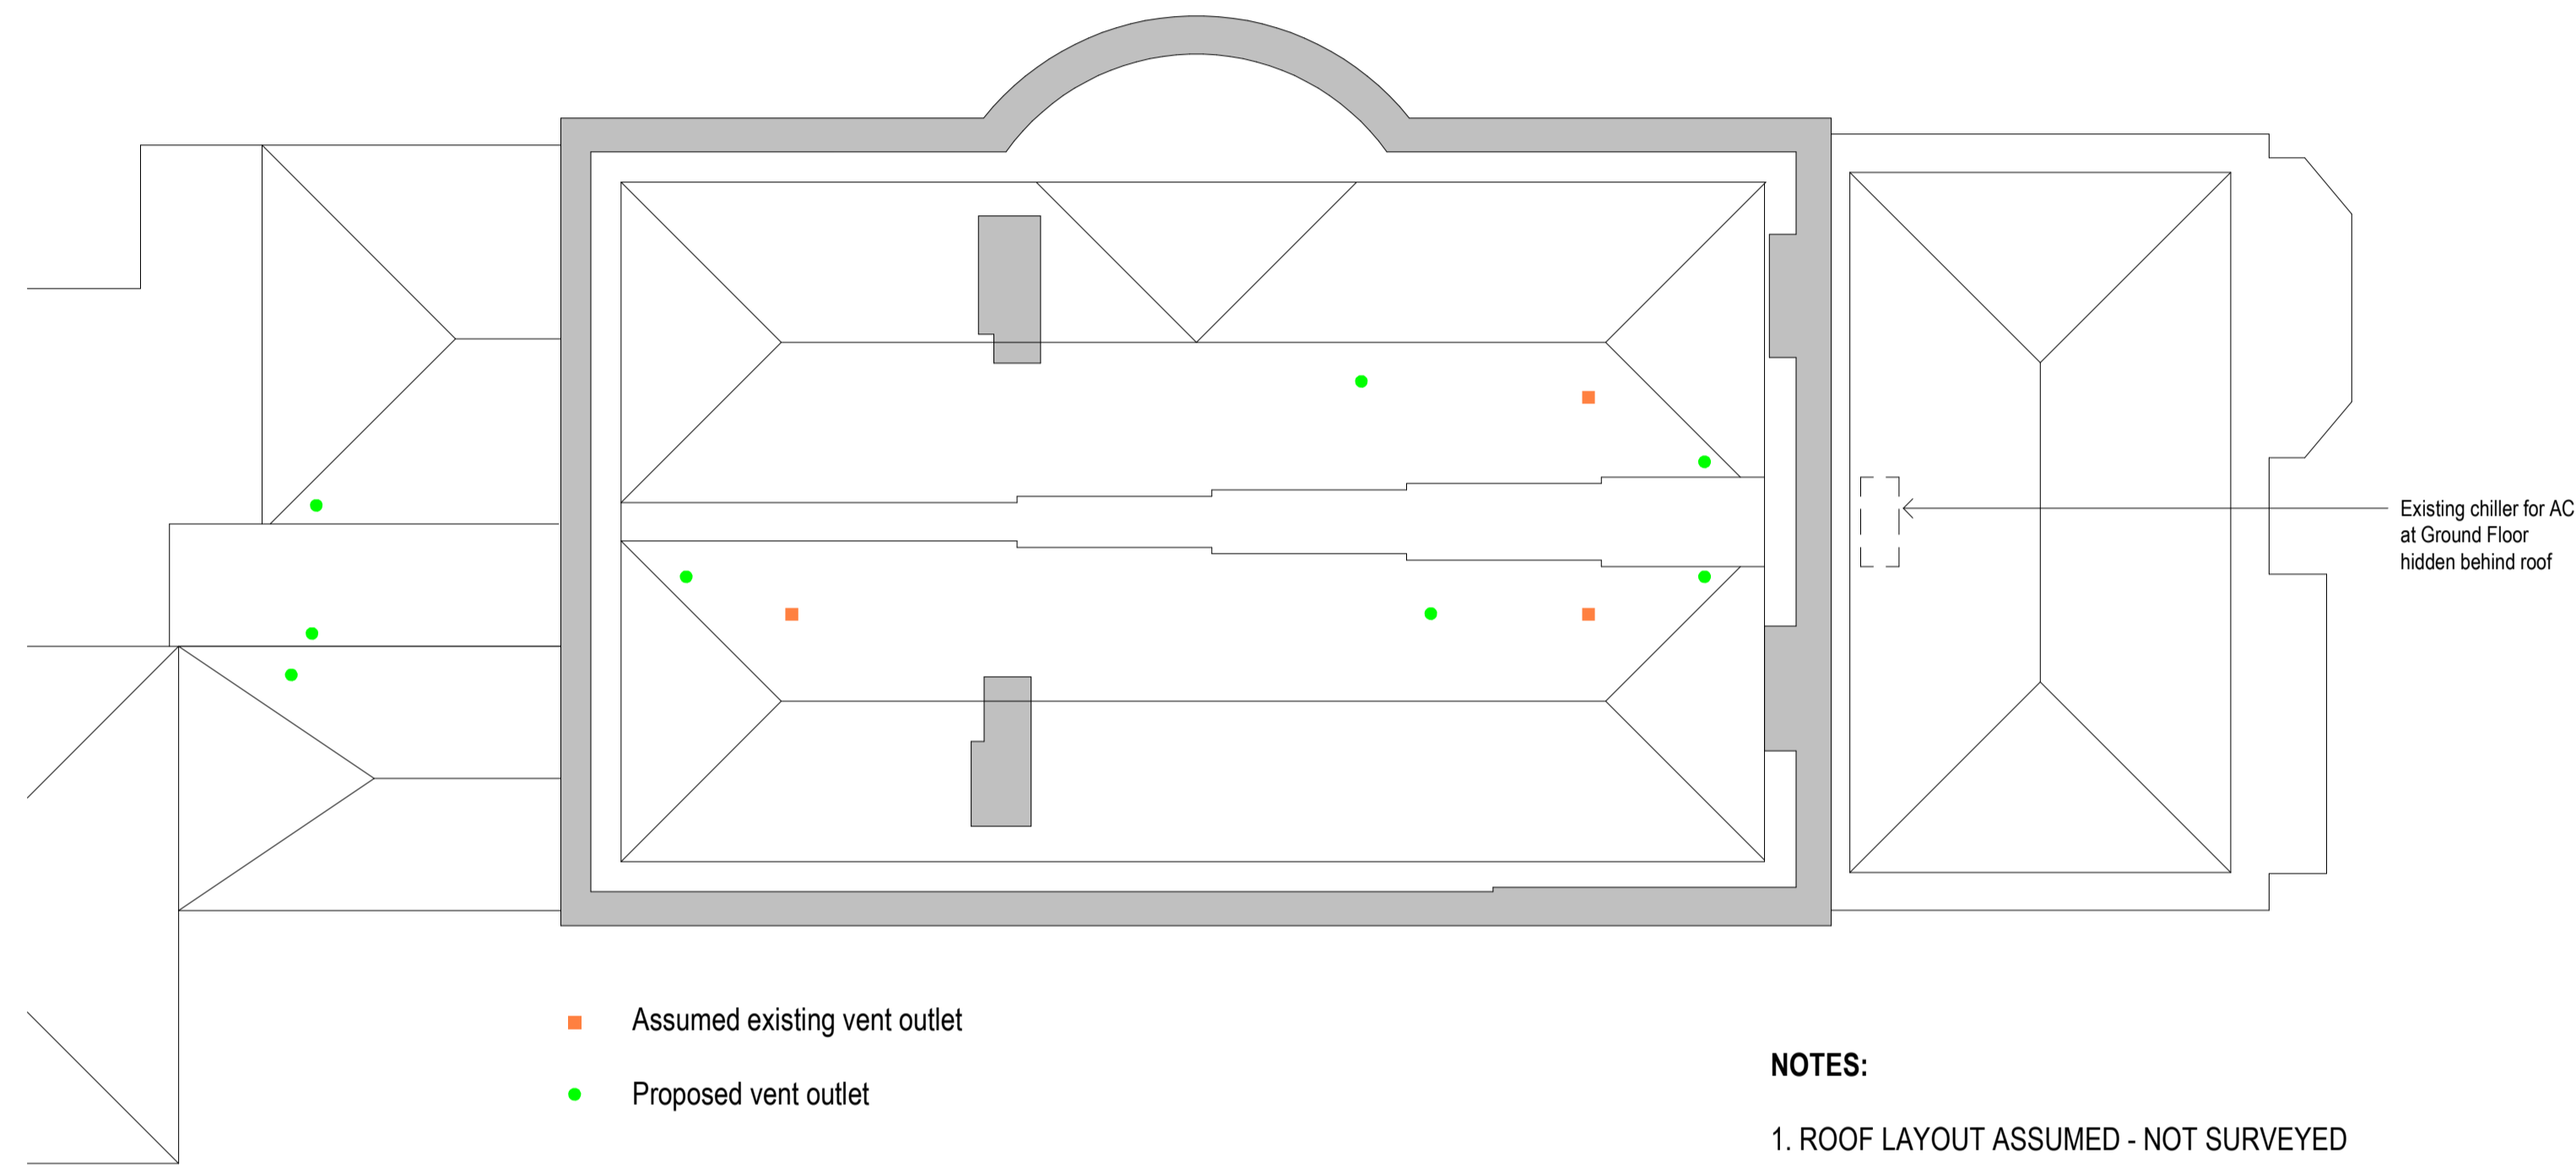 Existing chiller for AC
at Ground Floor
hidden behind roof
Assumed existing vent outlet
Proposed vent outlet
NOTES:
1. ROOF LAYOUT ASSUMED - NOT SURVEYED